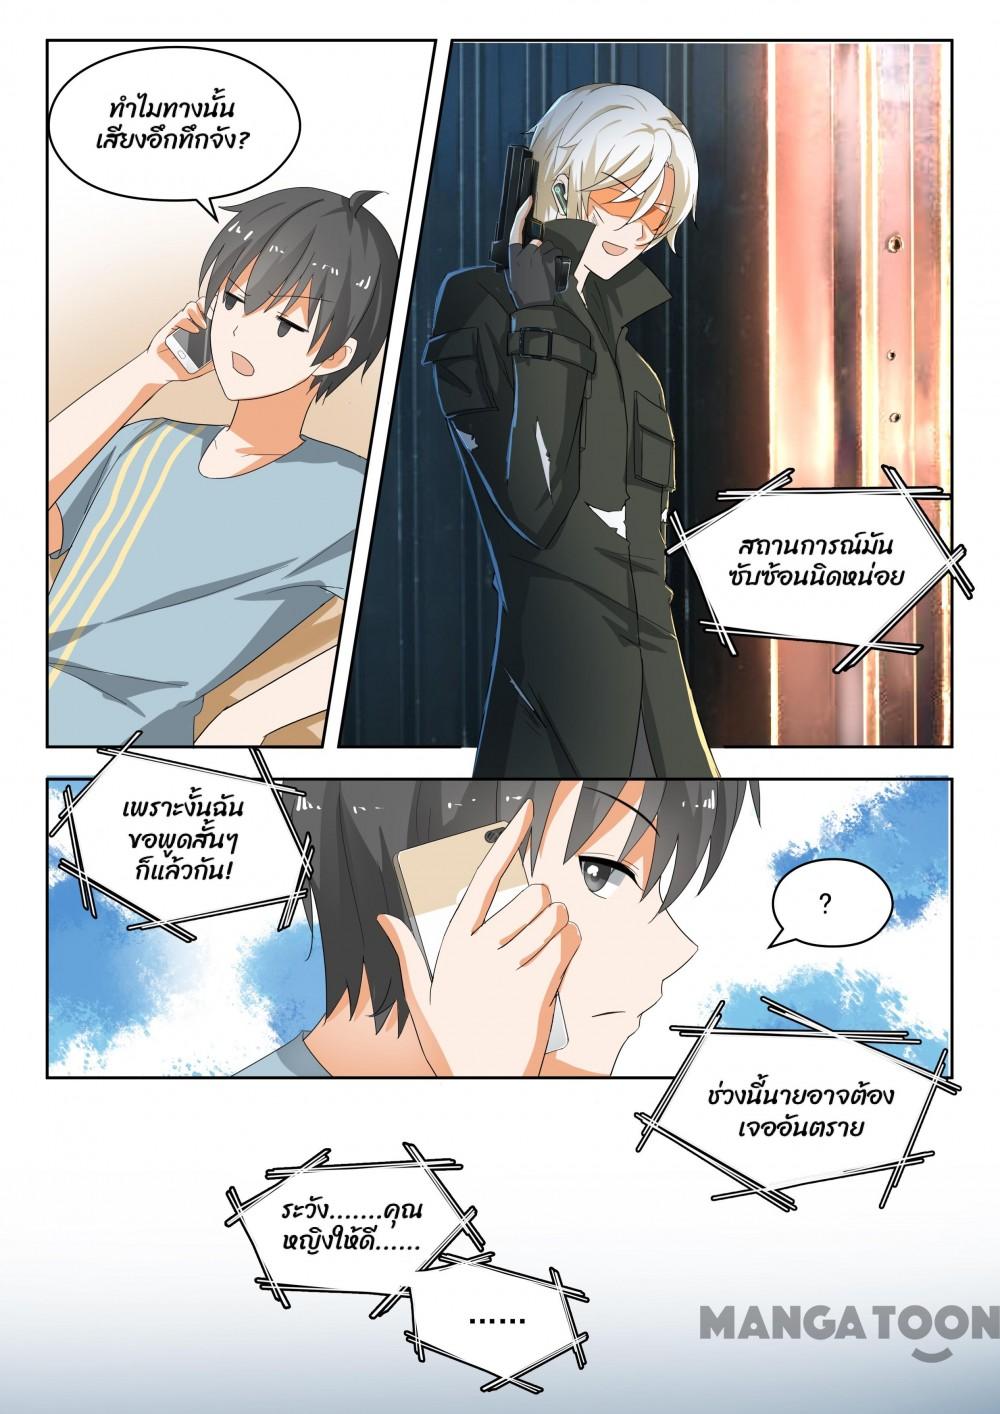 ทำไมทางนั้น
เสียงอึกทึกจัง?
สถานการณ์มัน
ซับซ้อนนิดหน่อย
เพราะงั้นฉัน
ขอพูดสั้นๆ
ก็แล้วกัน!
?
ช่วงนี้นายอาจต้อง
เจออันตราย
ระวัง.......คุณ
หญิงให้ดี......
......
MANGATOON